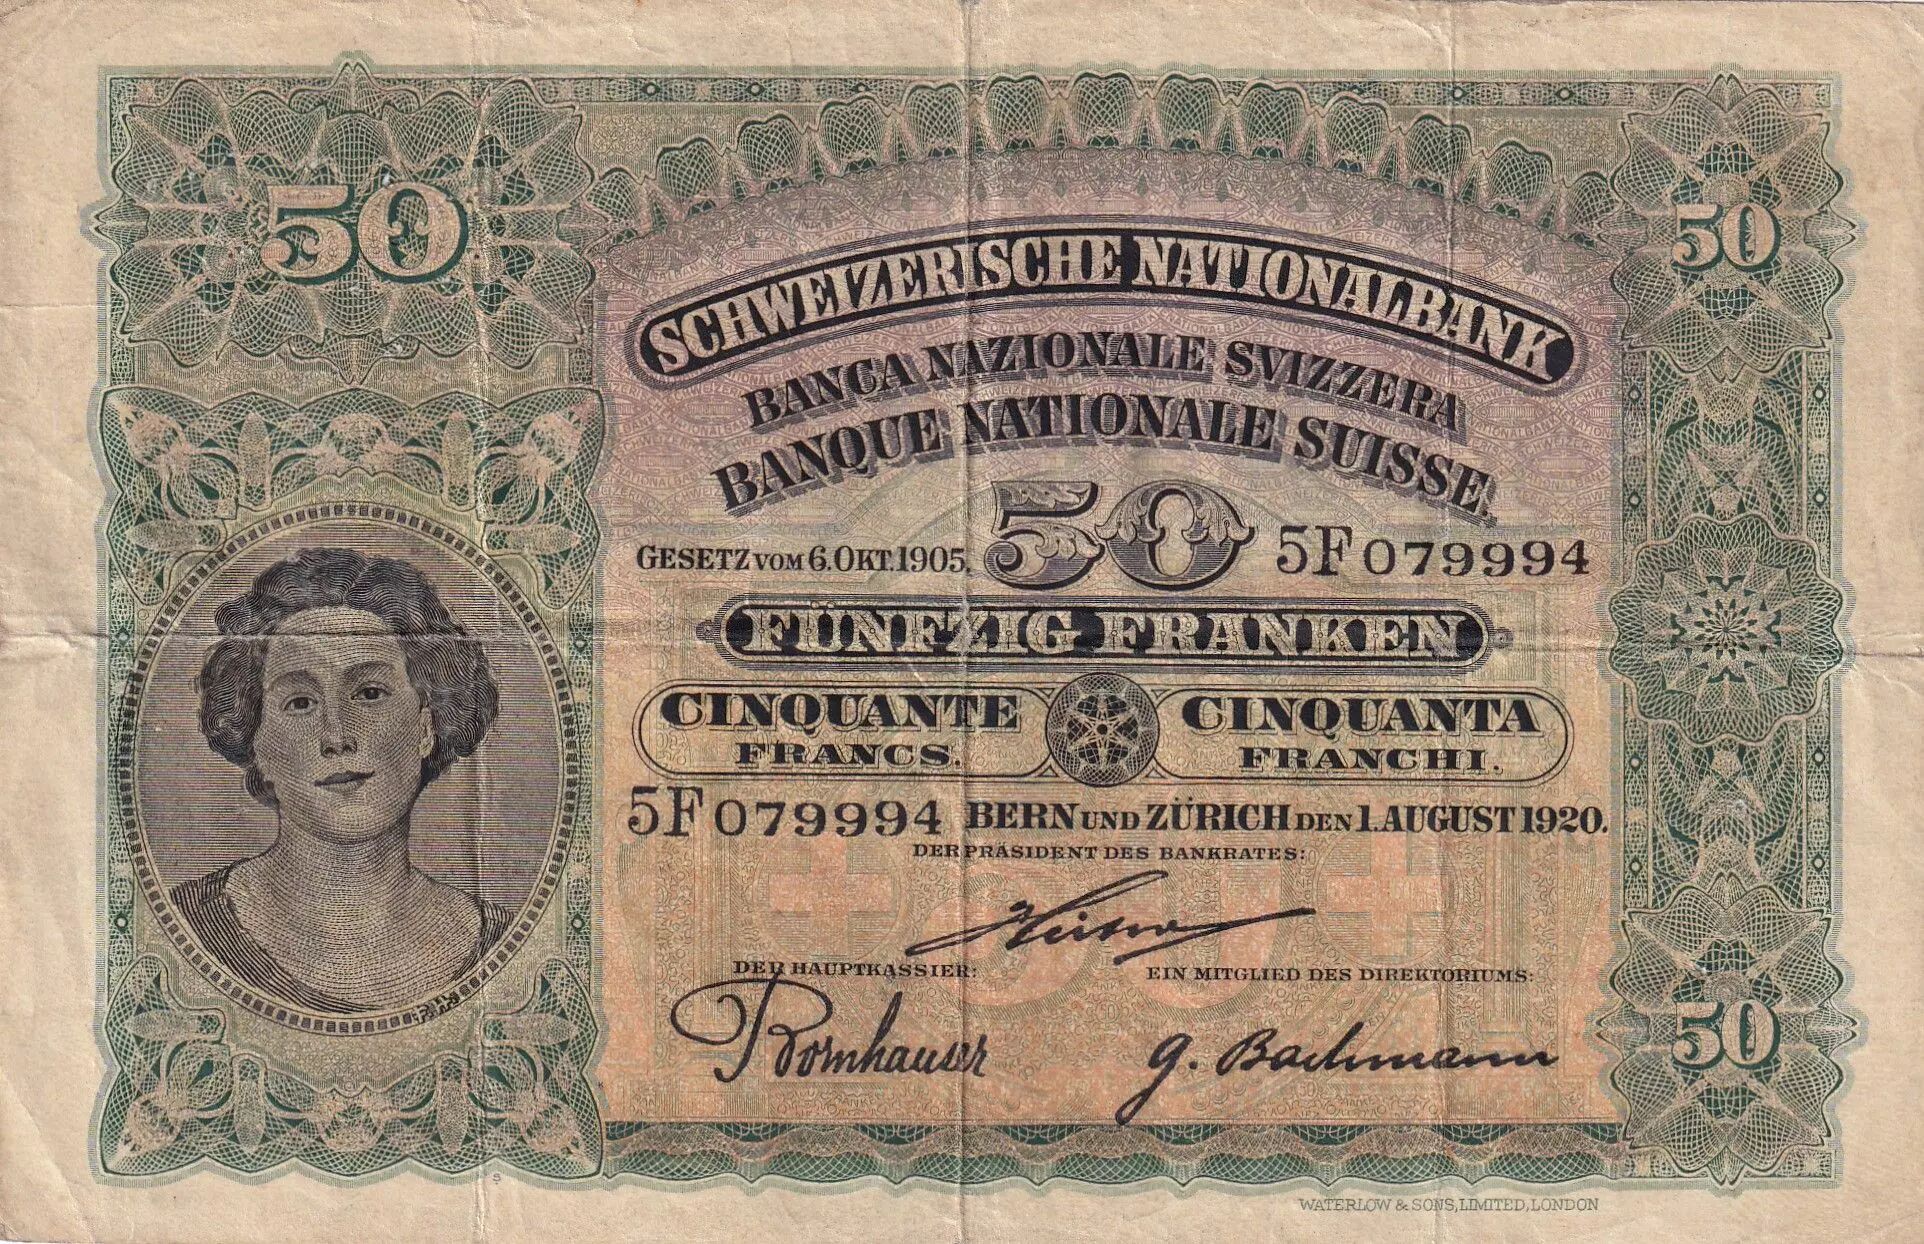 50
50
SCHWEIZERISCHE NATIONALBANK
BANCA NAZIONALE SVIZZERA
BANQUE NATIONALE SUISSE.
GESETZ VOM 6. OKT. 1905. 50 5F 079994
FÜNFZIG FRANKEN
CINQUANTE CINQUANTA
FRANCS. FRANCHI.
5F 079994 BERN UND ZÜRICH DEN 1. AUGUST 1920.
DER PRÄSIDENT DES BANKRATES:
DER HAUPTKASSIER: EIN MITGLIED DES DIREKTORIUMS:
Bornhauser G. Bachmann
50
S
WATERLOW & SONS, LIMITED, LONDON